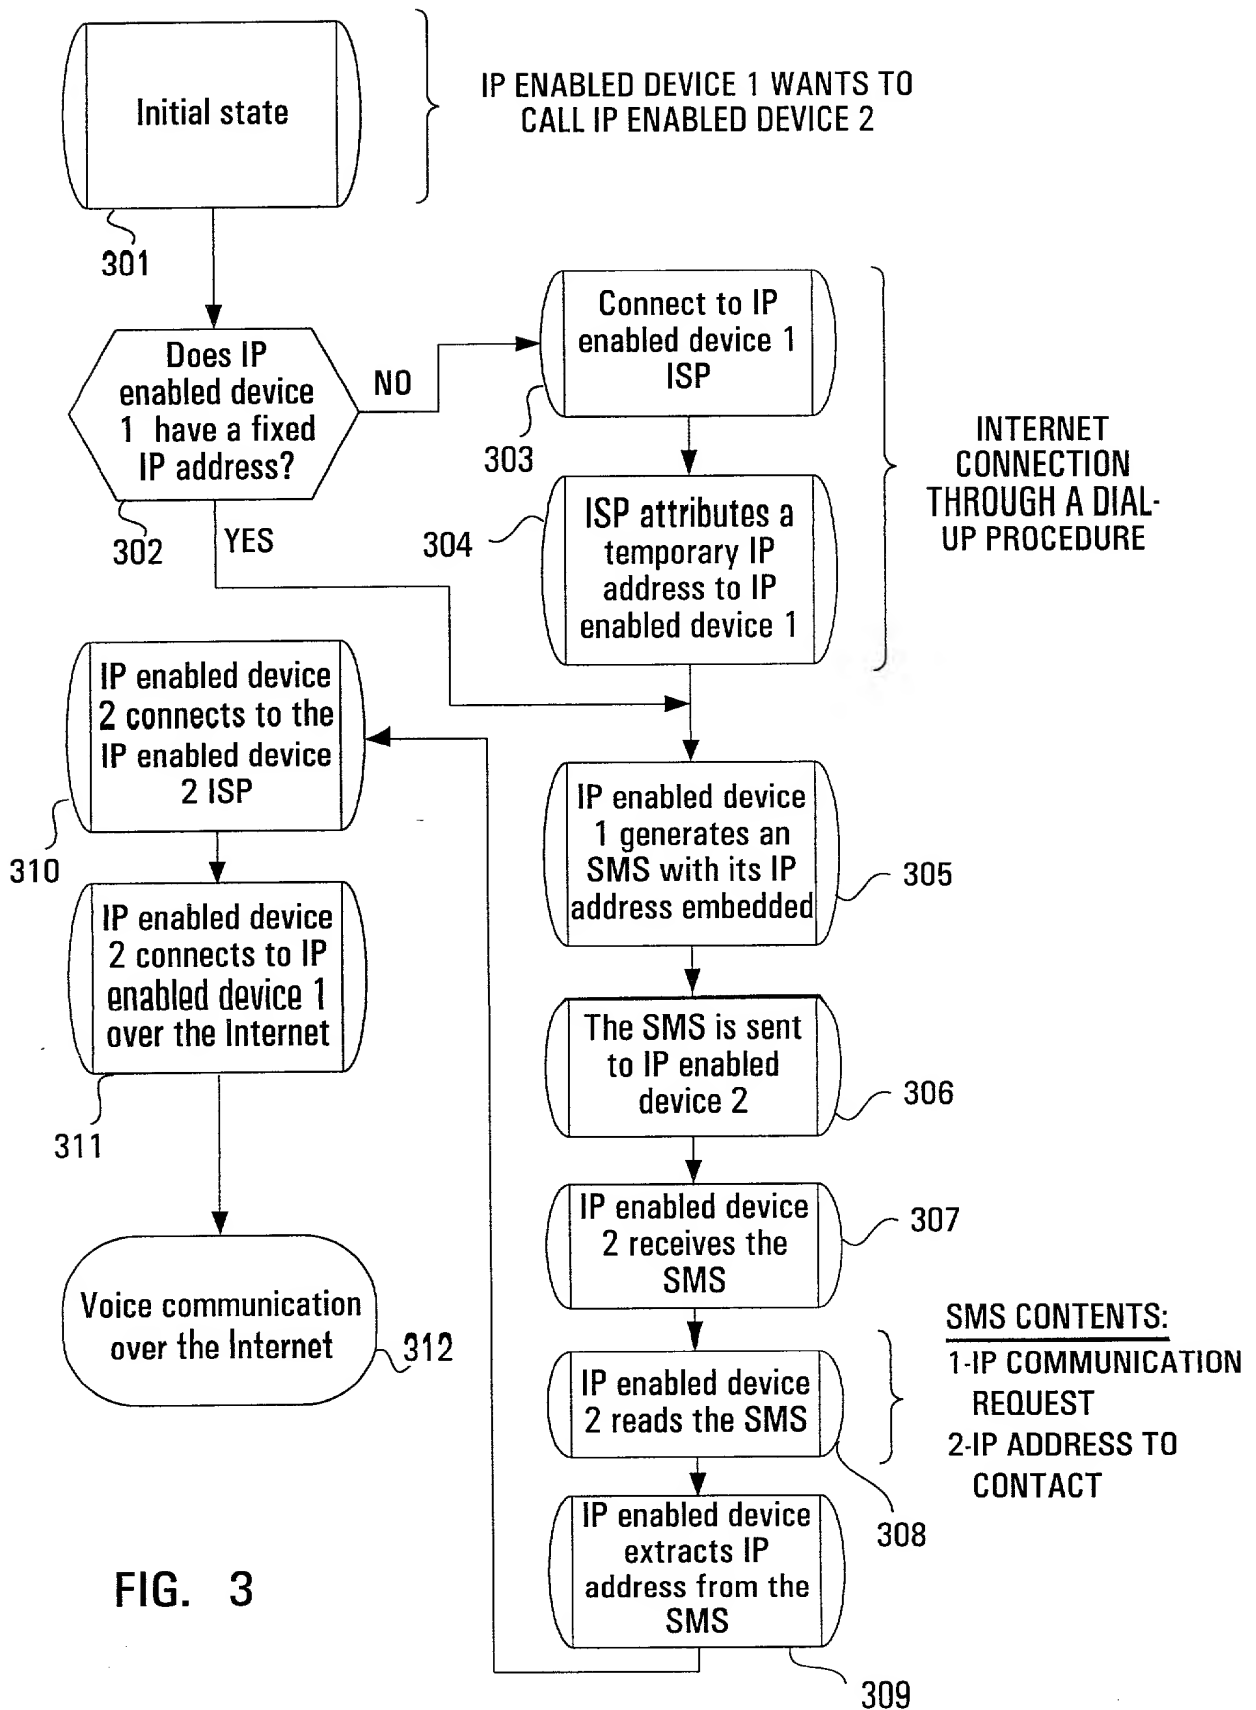 Initial state
IP ENABLED DEVICE 1 WANTS TO
CALL IP ENABLED DEVICE 2
301
Does IP
enabled device
1 have a fixed
IP address?
NO
YES
302
Connect to IP
enabled device 1
ISP
303
ISP attributes a
temporary IP
address to IP
enabled device 1
304
INTERNET
CONNECTION
THROUGH A DIAL-
UP PROCEDURE
IP enabled device
1 generates an
SMS with its IP
address embedded
305
The SMS is sent
to IP enabled
device 2
306
IP enabled device
2 receives the
SMS
307
IP enabled device
2 reads the SMS
308
SMS CONTENTS:
1-IP COMMUNICATION
REQUEST
2-IP ADDRESS TO
CONTACT
IP enabled device
extracts IP
address from the
SMS
309
IP enabled device
2 connects to the
IP enabled device
2 ISP
310
IP enabled device
2 connects to IP
enabled device 1
over the Internet
311
Voice communication
over the Internet
312
FIG. 3